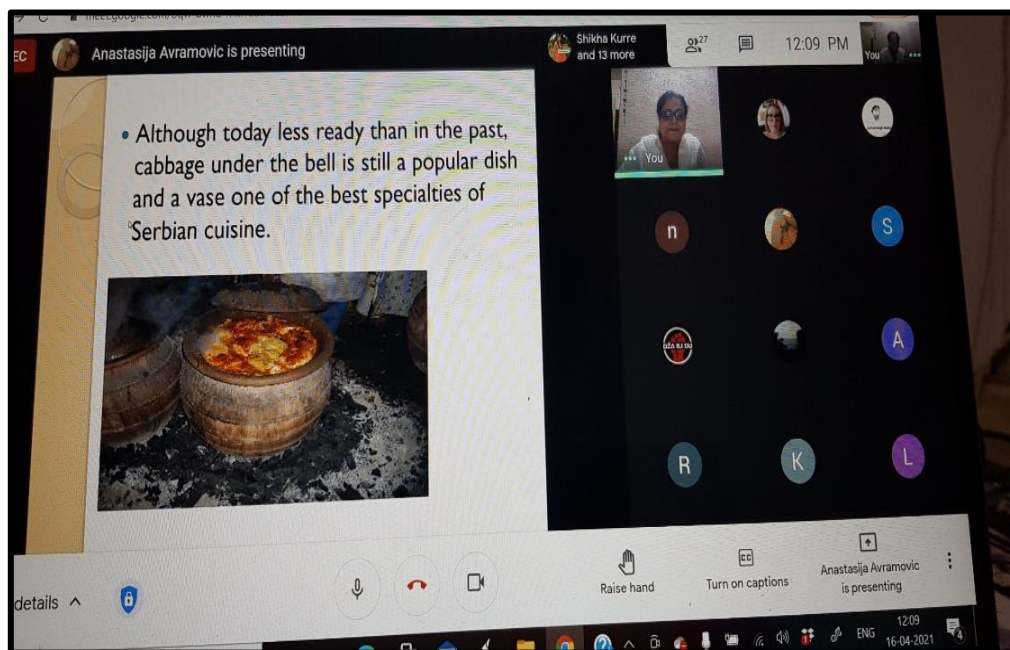 EC
Anastasija Avramovic is presenting
Shikha Kurre
and 13 more
27
12:09 PM
You
• Although today less ready than in the past,
cabbage under the bell is still a popular dish
and a vase one of the best specialties of
Serbian cuisine.
You
n
S
A
R
K
L
details
Raise hand
CC
Turn on captions
Anastasija Avramovic
is presenting
ENG
12:09
16-04-2021
4